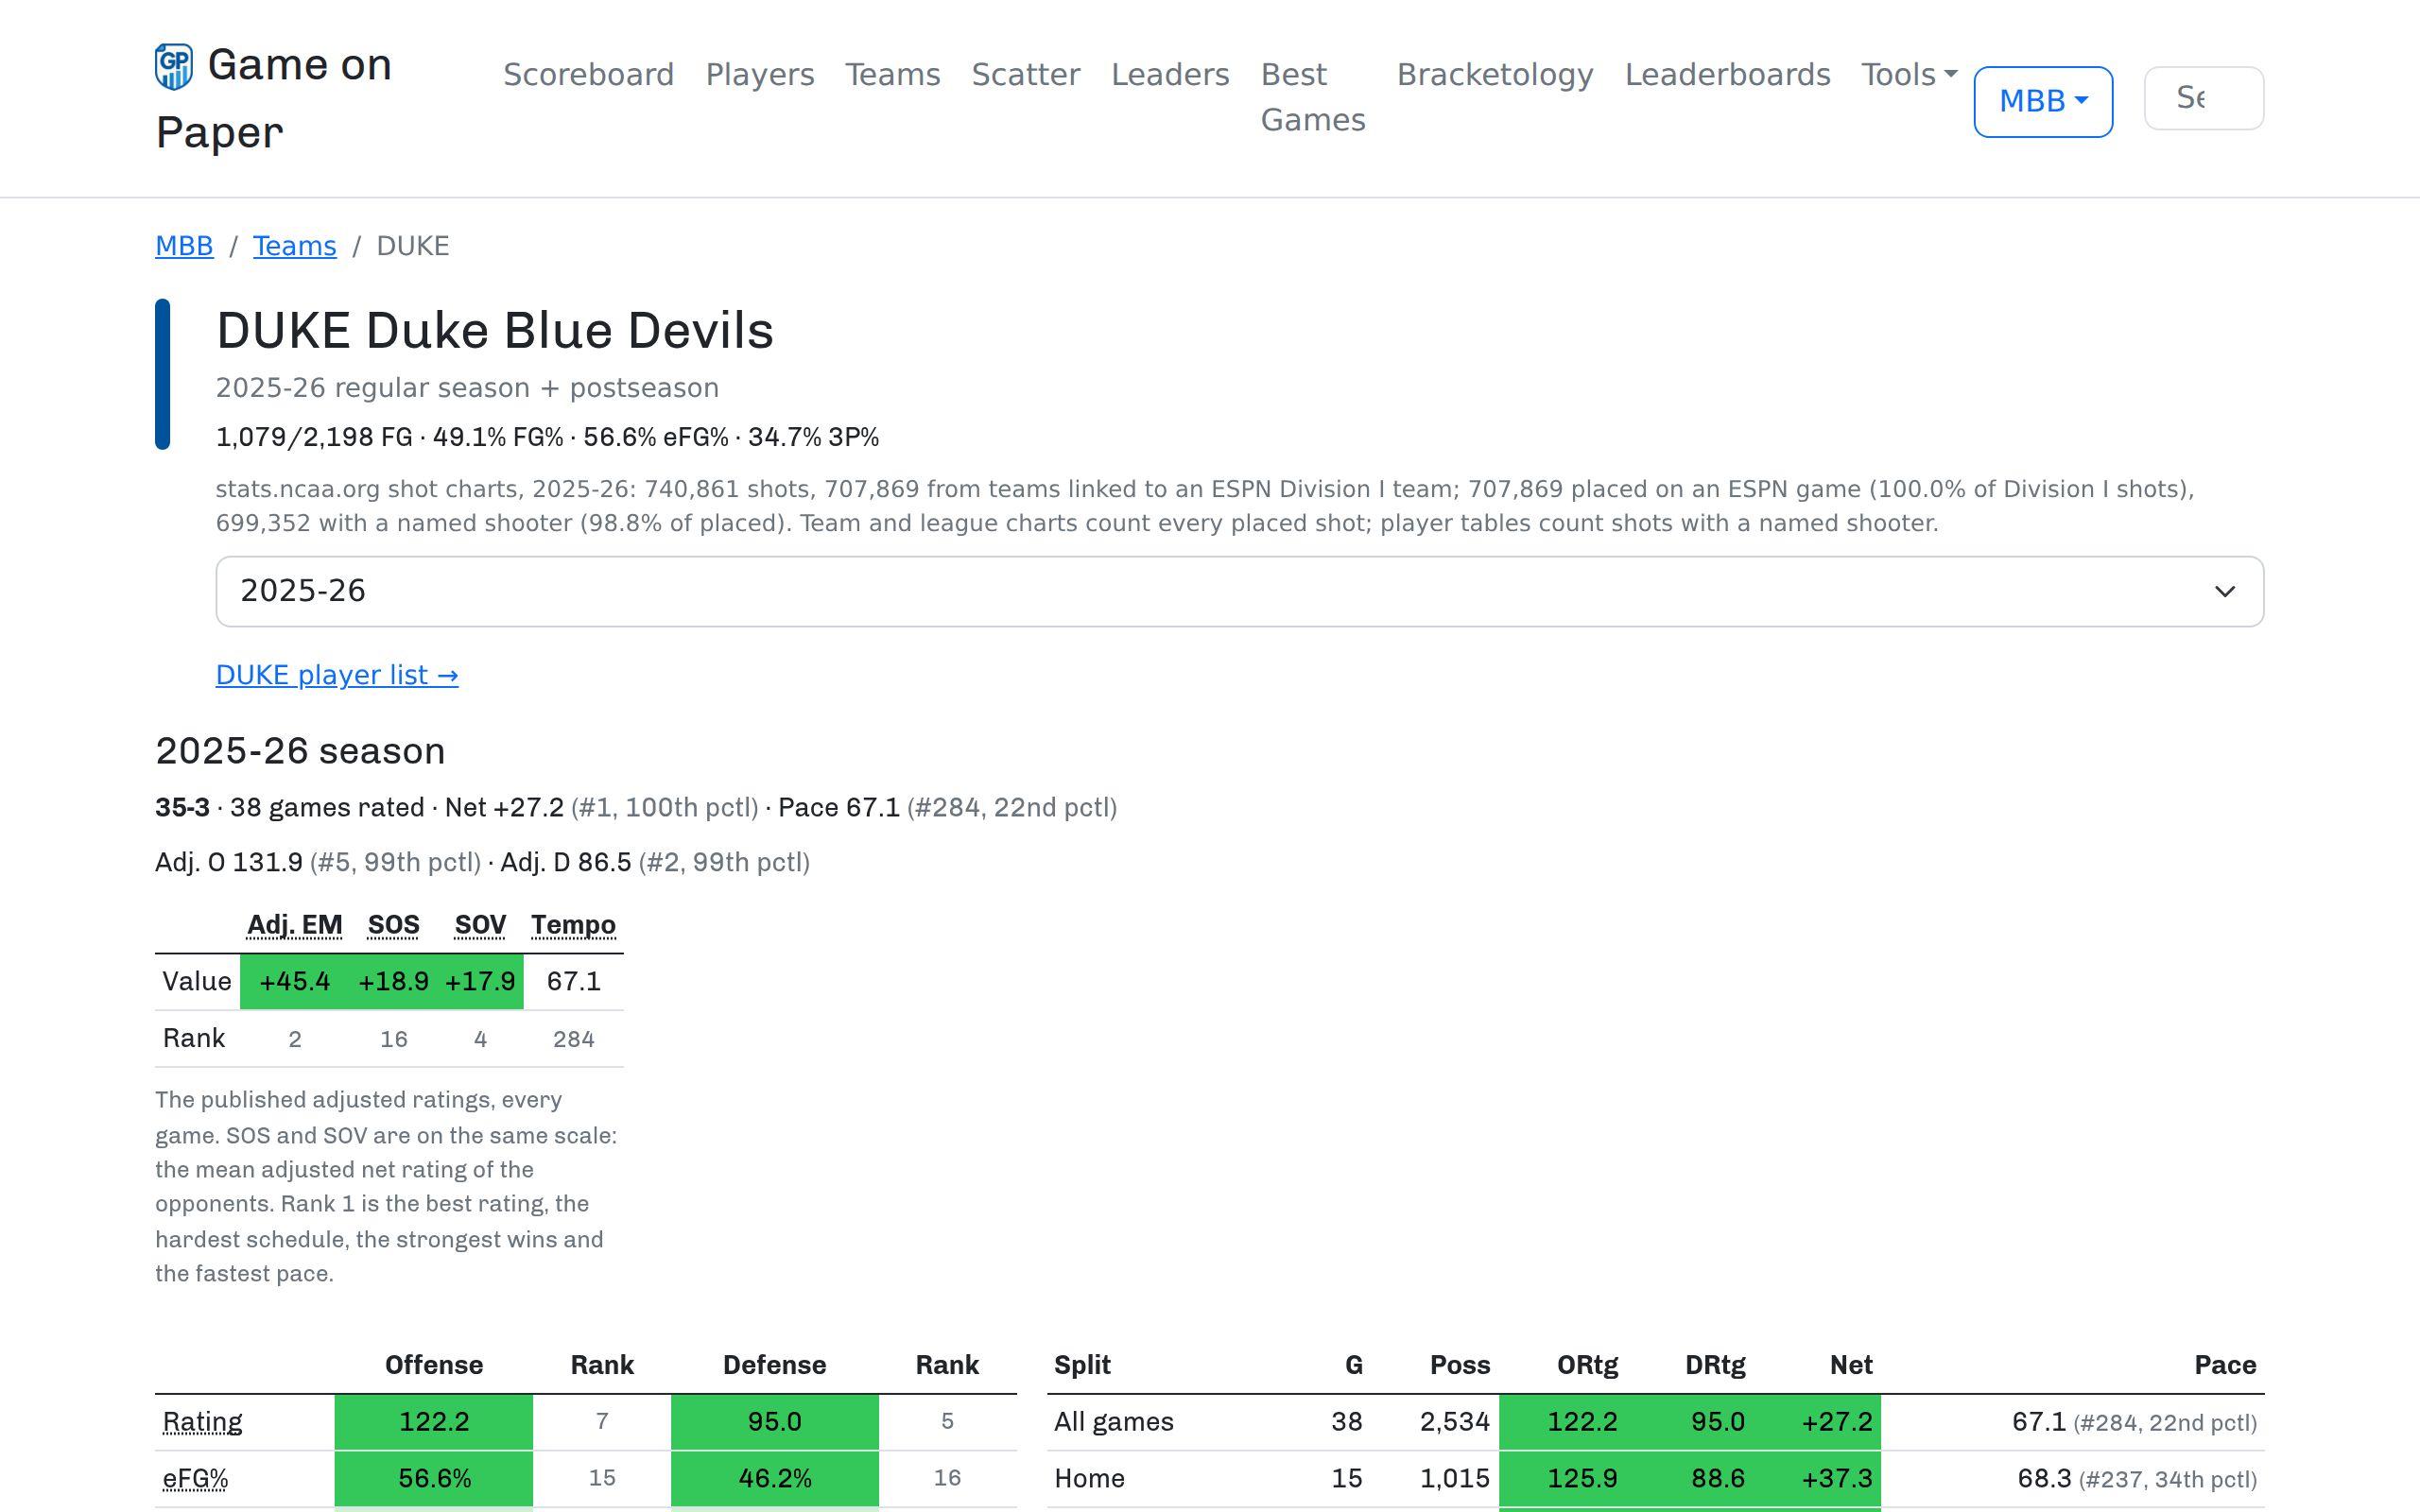 GP Game on Paper
Scoreboard Players Teams Scatter Leaders Best Games Bracketology Leaderboards Tools MBB Se
MBB / Teams / DUKE
DUKE Duke Blue Devils
2025-26 regular season + postseason
1,079/2,198 FG · 49.1% FG% · 56.6% eFG% · 34.7% 3P%
stats.ncaa.org shot charts, 2025-26: 740,861 shots, 707,869 from teams linked to an ESPN Division I team; 707,869 placed on an ESPN game (100.0% of Division I shots),
699,352 with a named shooter (98.8% of placed). Team and league charts count every placed shot; player tables count shots with a named shooter.
2025-26
DUKE player list →
2025-26 season
35-3 · 38 games rated · Net +27.2 (#1, 100th pctl) · Pace 67.1 (#284, 22nd pctl)
Adj. O 131.9 (#5, 99th pctl) · Adj. D 86.5 (#2, 99th pctl)
Adj. EM SOS SOV Tempo
Value +45.4 +18.9 +17.9 67.1
Rank 2 16 4 284
The published adjusted ratings, every
game. SOS and SOV are on the same scale:
the mean adjusted net rating of the
opponents. Rank 1 is the best rating, the
hardest schedule, the strongest wins and
the fastest pace.
Offense Rank Defense Rank
Rating 122.2 7 95.0 5
eFG% 56.6% 15 46.2% 16
Split G Poss ORtg DRtg Net Pace
All games 38 2,534 122.2 95.0 +27.2 67.1 (#284, 22nd pctl)
Home 15 1,015 125.9 88.6 +37.3 68.3 (#237, 34th pctl)